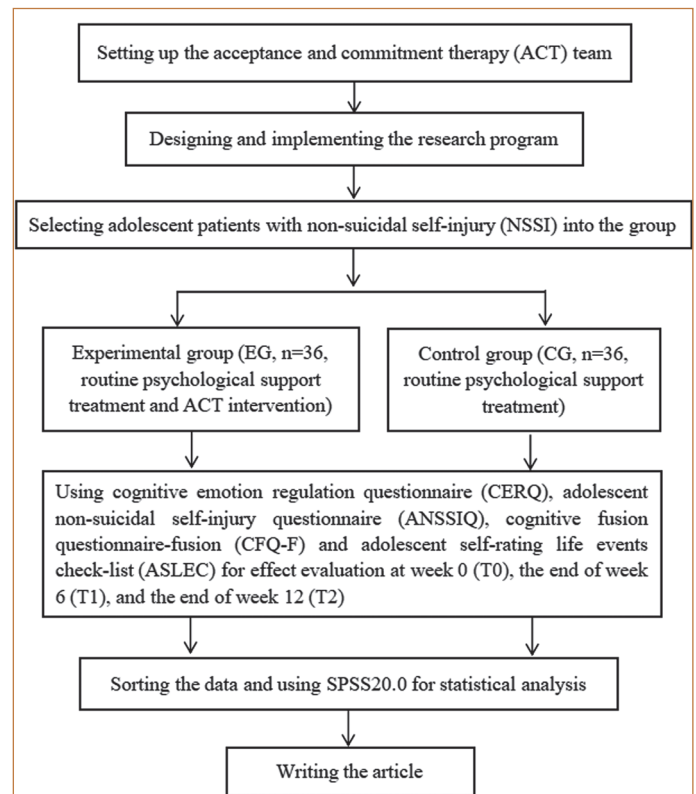 Setting up the acceptance and commitment therapy (ACT) team
Designing and implementing the research program
Selecting adolescent patients with non-suicidal self-injury (NSSI) into the group
Experimental group (EG, n=36,
routine psychological support
treatment and ACT intervention)
Control group (CG, n=36,
routine psychological support
treatment)
Using cognitive emotion regulation questionnaire (CERQ), adolescent
non-suicidal self-injury questionnaire (ANSSIQ), cognitive fusion
questionnaire-fusion (CFQ-F) and adolescent self-rating life events
check-list (ASLEC) for effect evaluation at week 0 (T0), the end of week
6 (T1), and the end of week 12 (T2)
Sorting the data and using SPSS20.0 for statistical analysis
Writing the article